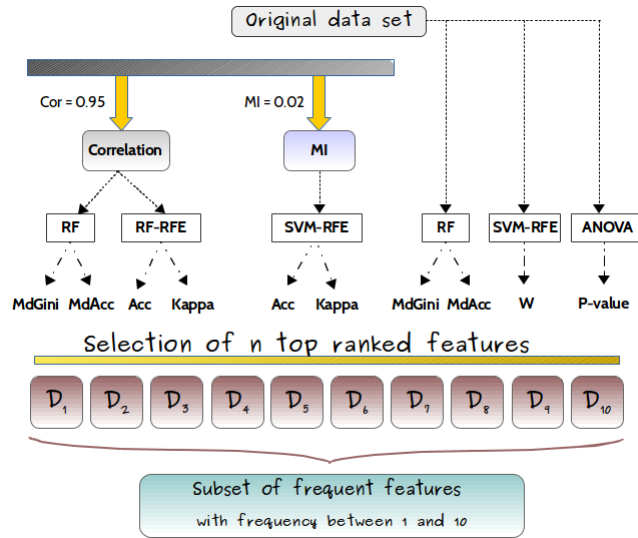 Original data set
Cor = 0.95
MI = 0.02
Correlation
MI
RF
RF-RFE
SVM-RFE
RF
SVM-RFE
ANOVA
MdGini MdAcc Acc Kappa Acc Kappa MdGini MdAcc W P-value
Selection of n top ranked features
D1 D2 D3 D4 D5 D6 D7 D8 D9 D10
Subset of frequent features
with frequency between 1 and 10